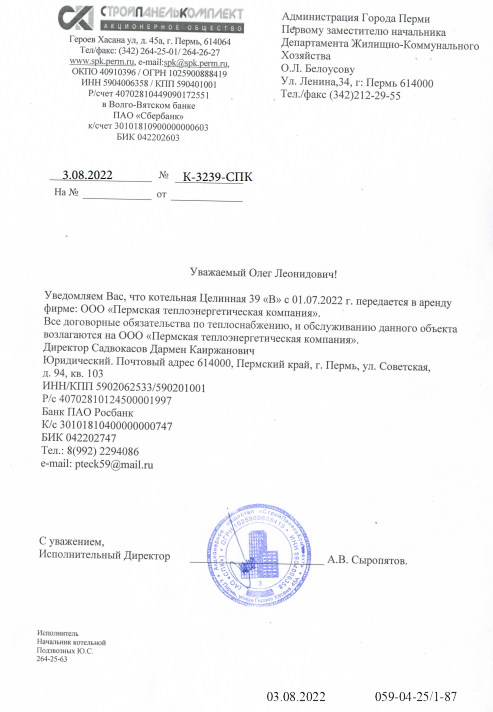 СТРОЙПАНЕЛЬКОМПЛЕКТ
АКЦИОНЕРНОЕ ОБЩЕСТВО
Героев Хасана ул, д. 45а, г. Пермь, 614064
Тел/факс: (342) 264-25-01/ 264-26-27
www.spk.perm.ru, e-mail:spk@spk.perm.ru,
ОКПО 40910396 / ОГРН 1025900888419
ИНН 5904006358 / КПП 590401001
Р/счет 40702810449090172551
в Волго-Вятском банке
ПАО «Сбербанк»
к/счет 30101810900000000603
БИК 042202603
Администрация Города Перми
Первому заместителю начальника
Департамента Жилищно-Коммунального
Хозяйства
О.Л. Белоусову
Ул. Ленина,34, г: Пермь 614000
Тел./факс (342)212-29-55
3.08.2022 № К-3239-СПК
На № от
Уважаемый Олег Леонидович!
Уведомляем Вас, что котельная Целинная 39 «В» с 01.07.2022 г. передается в аренду
фирме: ООО «Пермская теплоэнергетическая компания».
Все договорные обязательства по теплоснабжению, и обслуживанию данного объекта
возлагаются на ООО «Пермская теплоэнергетическая компания».
Директор Садвокасов Дармен Каиржанович
Юридический. Почтовый адрес 614000, Пермский край, г. Пермь, ул. Советская,
д. 94, кв. 103
ИНН/КПП 5902062533/590201001
Р/с 40702810124500001997
Банк ПАО Росбанк
К/с 30101810400000000747
БИК 042202747
Тел.: 8(992) 2294086
e-mail: pteck59@mail.ru
С уважением,
Исполнительный Директор А.В. Сыропятов.
Исполнитель
Начальник котельной
Подзвозных Ю.С.
264-25-63
03.08.2022 059-04-25/1-87